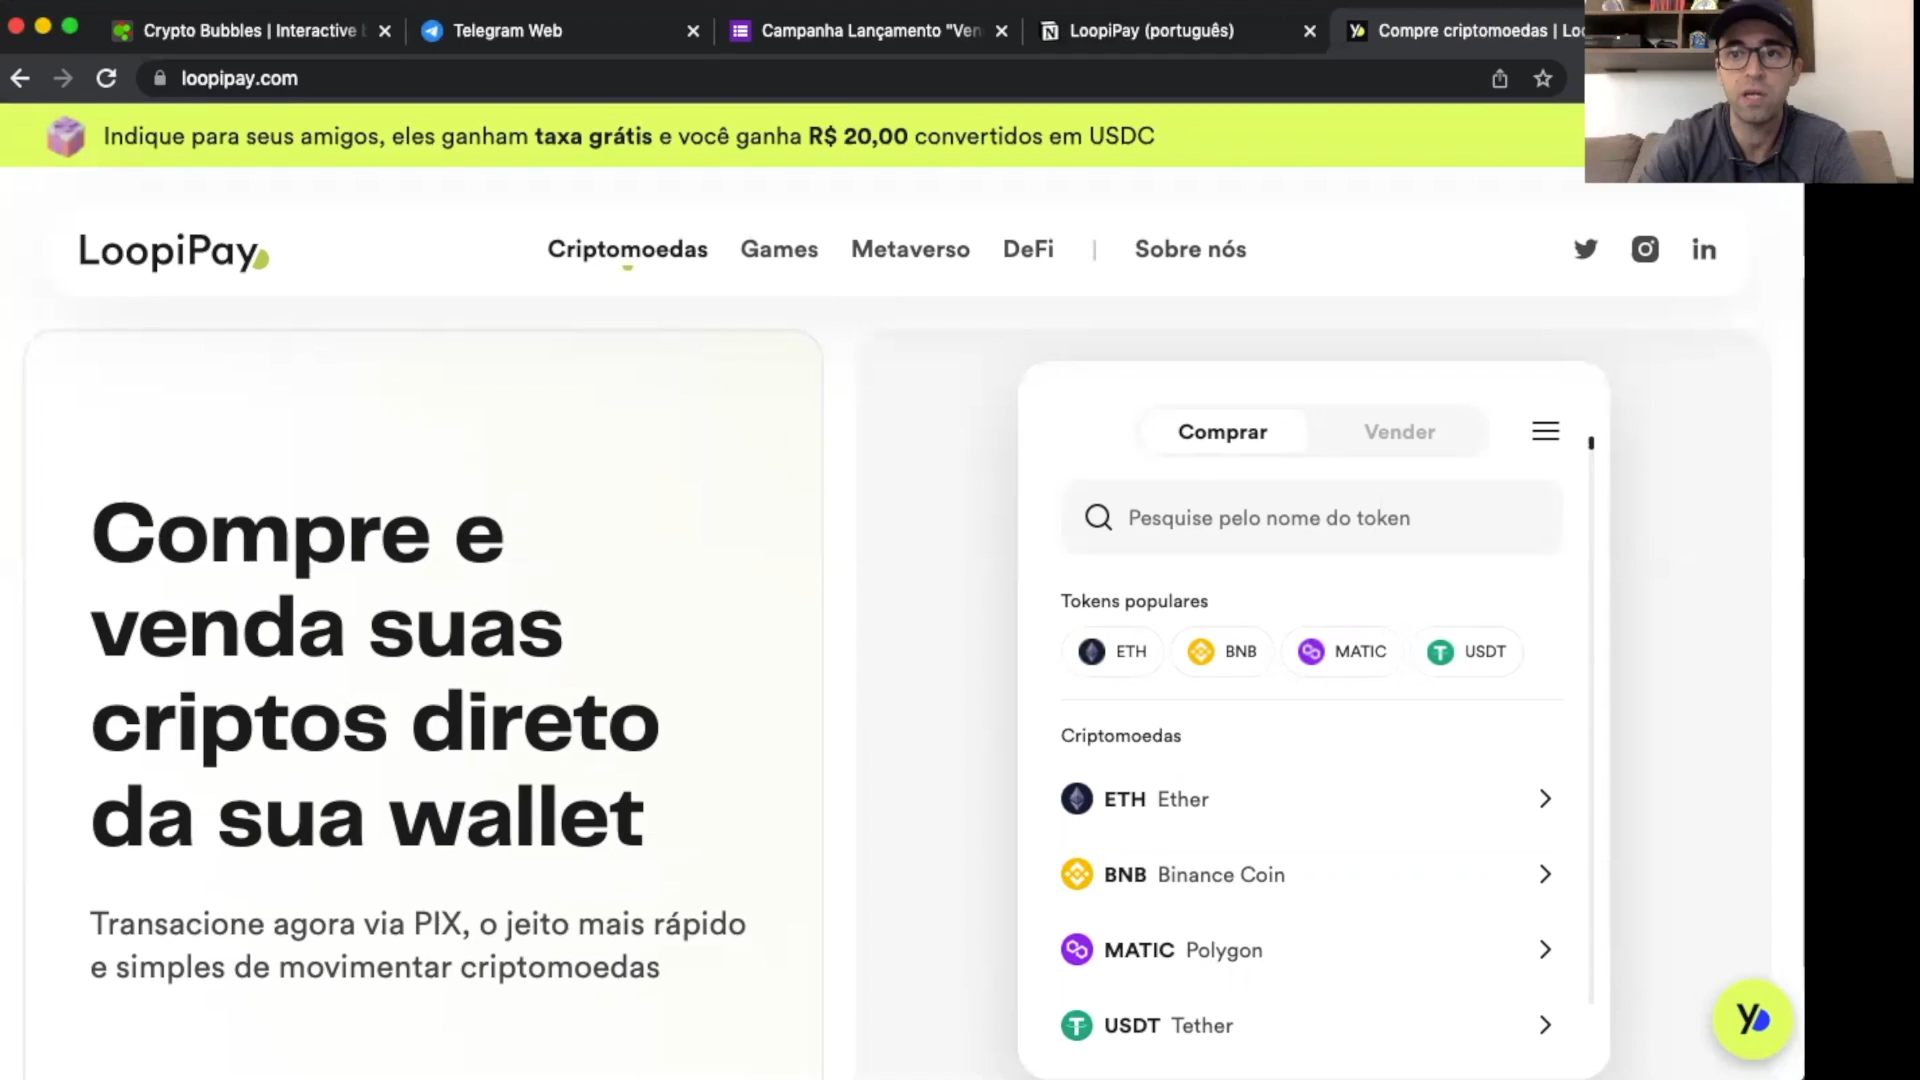 Crypto Bubbles | Interactive
Telegram Web
Campanha Lançamento "Ven
LoopiPay (português)
Compre criptomoedas | Loo
loopipay.com
Indique para seus amigos, eles ganham taxa grátis e você ganha R$ 20,00 convertidos em USDC
LoopiPay
Criptomoedas
Games
Metaverso
DeFi
|
Sobre nós
Compre e
venda suas
criptos direto
da sua wallet
Transacione agora via PIX, o jeito mais rápido
e simples de movimentar criptomoedas
Comprar
Vender
Pesquise pelo nome do token
Tokens populares
ETH
BNB
MATIC
USDT
Criptomoedas
ETH Ether
BNB Binance Coin
MATIC Polygon
USDT Tether